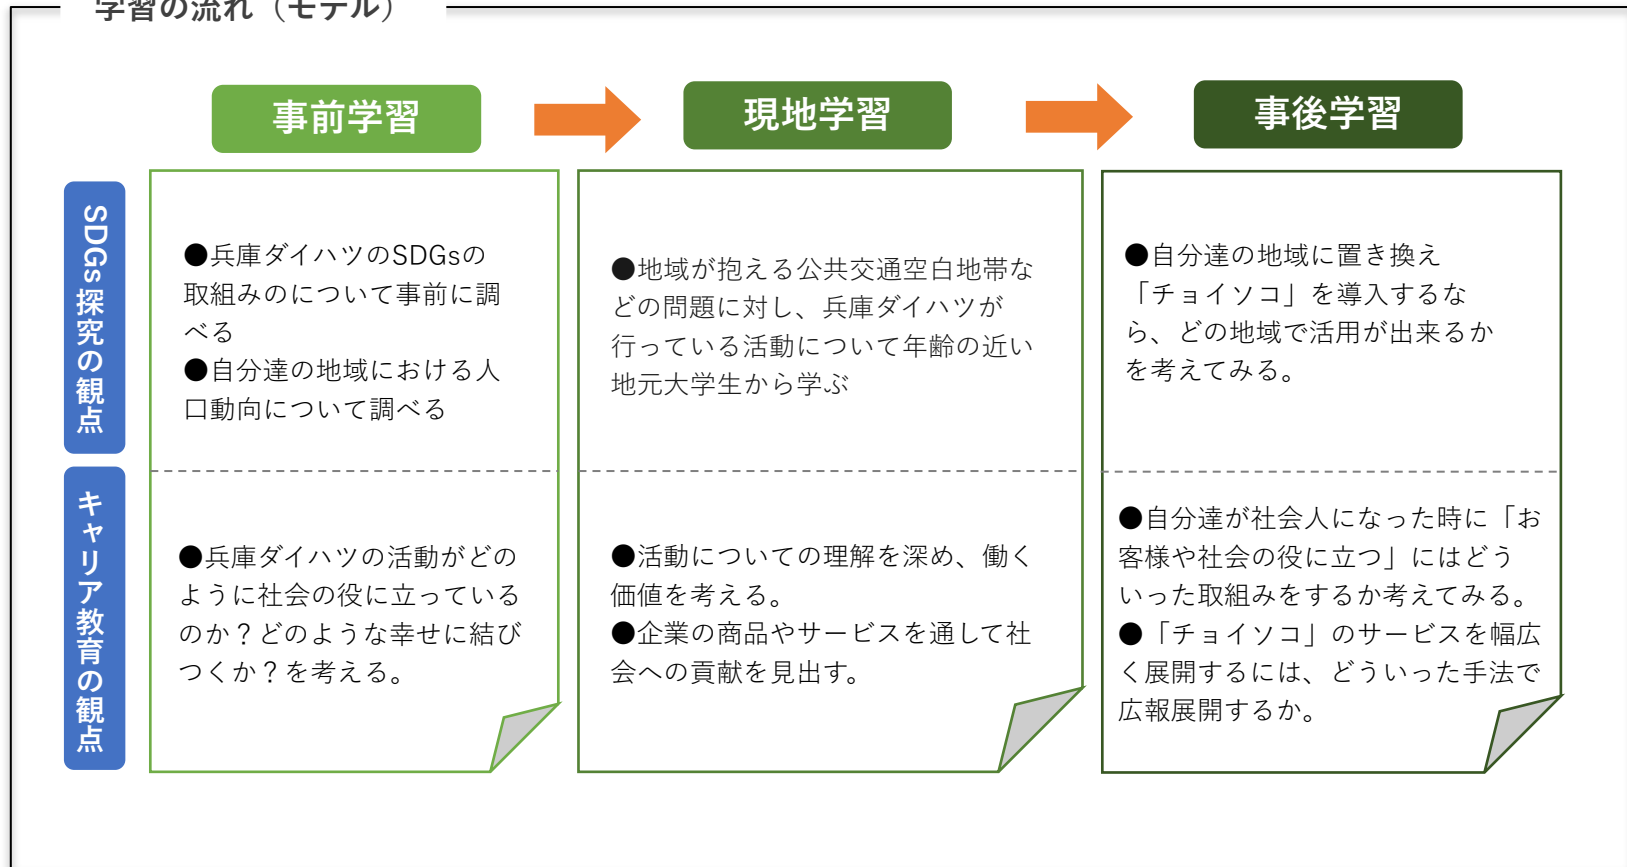 学習の流れ（モデル）
事前学習
現地学習
事後学習
SDGs探究の観点
●兵庫ダイハツのSDGsの
取組みのについて事前に調
べる
●自分達の地域における人
口動向について調べる
●地域が抱える公共交通空白地帯な
どの問題に対し、兵庫ダイハツが
行っている活動について年齢の近い
地元大学生から学ぶ
●自分達の地域に置き換え
「チョイソコ」を導入するな
ら、どの地域で活用が出来るか
を考えてみる。
キャリア教育の観点
●兵庫ダイハツの活動がどの
ように社会の役に立っている
のか？どのような幸せに結び
つくか？を考える。
●活動についての理解を深め、働く
価値を考える。
●企業の商品やサービスを通して社
会への貢献を見出す。
●自分達が社会人になった時に「お
客様や社会の役に立つ」にはどう
いった取組みをするか考えてみる。
●「チョイソコ」のサービスを幅広
く展開するには、どういった手法で
広報展開するか。